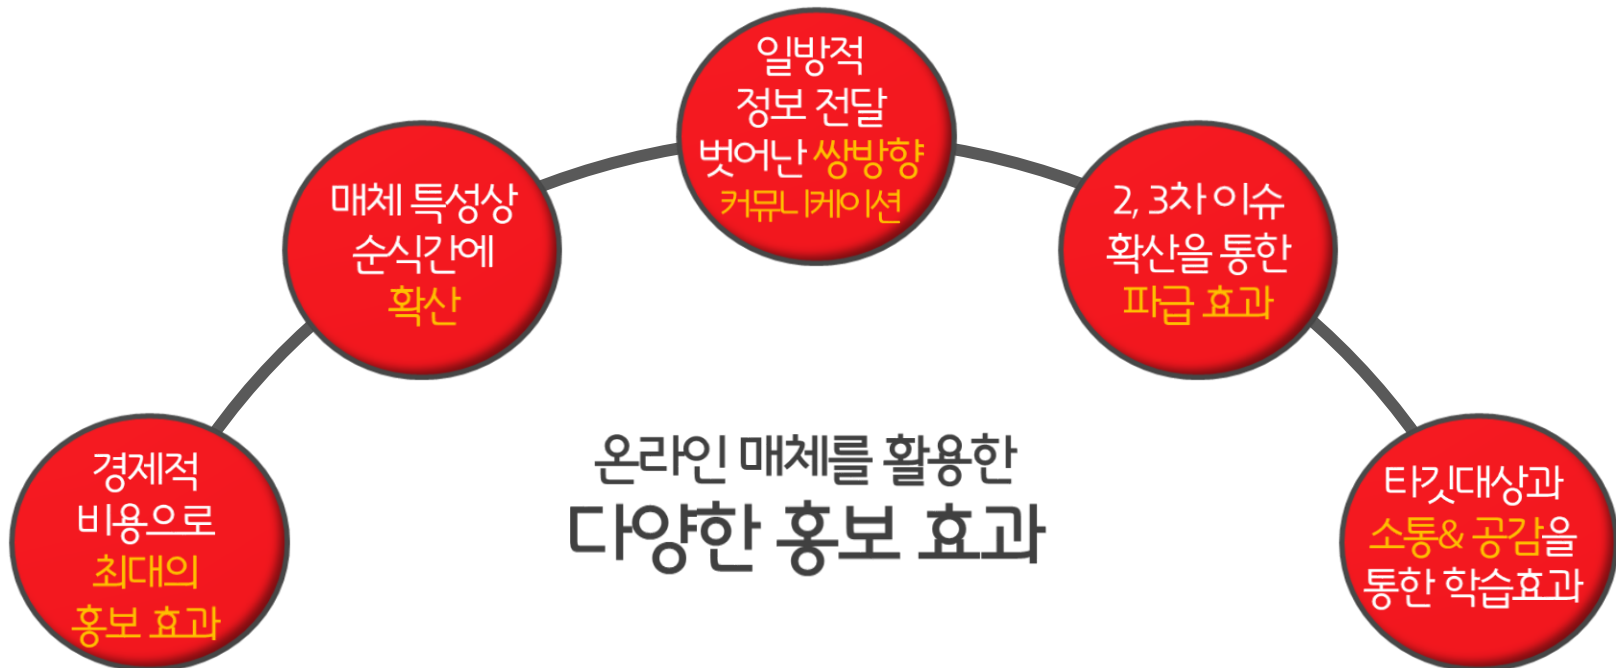 경제적
비용으로
최대의
홍보 효과
매체 특성상
순식간에
확산
일방적
정보 전달
벗어난 쌍방향
커뮤니케이션
2, 3차 이슈
확산을 통한
파급 효과
타깃대상과
소통& 공감을
통한 학습효과
온라인 매체를 활용한
다양한 홍보 효과